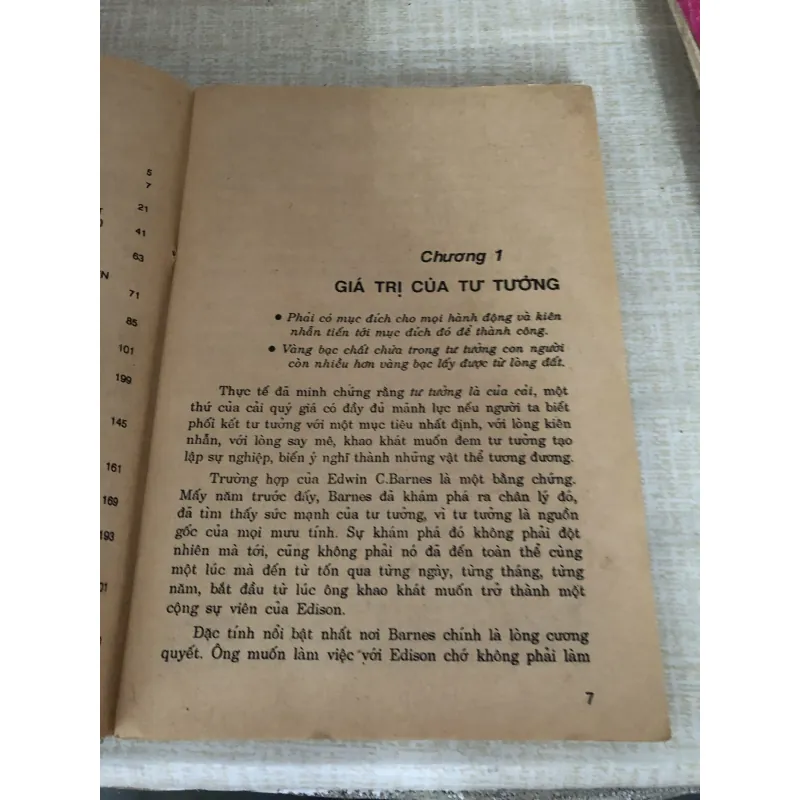 5
7
21
41
63
N
71
85
101
199
145
161
169
193
01
Chương 1
GIÁ TRỊ CỦA TƯ TƯỞNG
● Phải có mục đích cho mọi hành động và kiên
nhẫn tiến tới mục đích đó để thành công.
● Vàng bạc chất chứa trong tư tưởng con người
còn nhiều hơn vàng bạc lấy được từ lòng đất.
Thực tế đã minh chứng rằng tư tưởng là của cải, một
thứ của cải quý giá có đầy đủ mãnh lực nếu người ta biết
phối kết tư tưởng với một mục tiêu nhất định, với lòng kiên
nhẫn, với lòng say mê, khao khát muốn đem tư tưởng tạo
lập sự nghiệp, biến ý nghĩ thành những vật thể tương đương.
Trường hợp của Edwin C.Barnes là một bằng chứng.
Mấy năm trước đây, Barnes đã khám phá ra chân lý đó,
đã tìm thấy sức mạnh của tư tưởng, vì tư tưởng là nguồn
gốc của mọi mưu tính. Sự khám phá đó không phải đột
nhiên mà tới, cũng không phải nó đã đến toàn thể cùng
một lúc mà đến từ tốn qua từng ngày, từng tháng, từng
năm, bắt đầu từ lúc ông khao khát muốn trở thành một
cộng sự viên của Edison.
Đặc tính nổi bật nhất nơi Barnes chính là lòng cương
quyết. Ông muốn làm việc với Edison chớ không phải làm
7